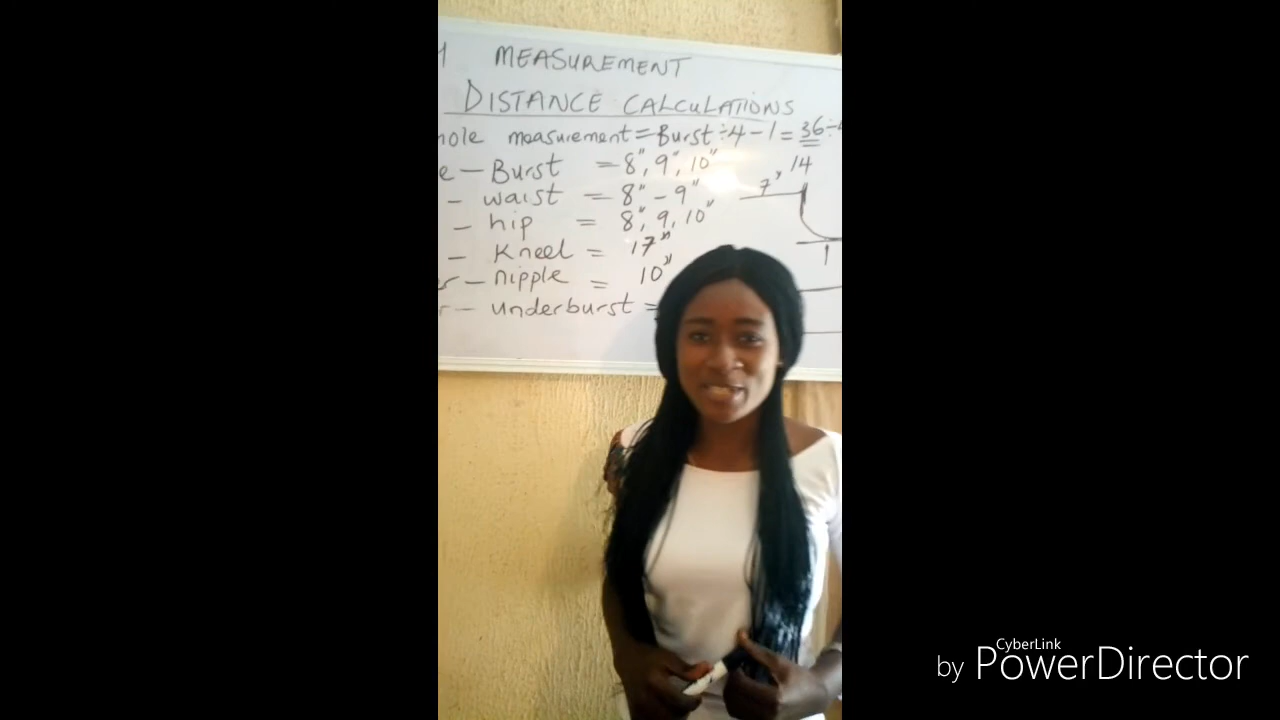 MEASUREMENT
DISTANCE CALCULATIONS
hole measurement = Burst ÷ 4 - 1 = 36 ÷
e - Burst = 8", 9", 10"
14
7"
- waist = 8" - 9"
- hip = 8", 9, 10"
- Kneel = 17"
- nipple = 10"
- underburst =
1
by CyberLink PowerDirector